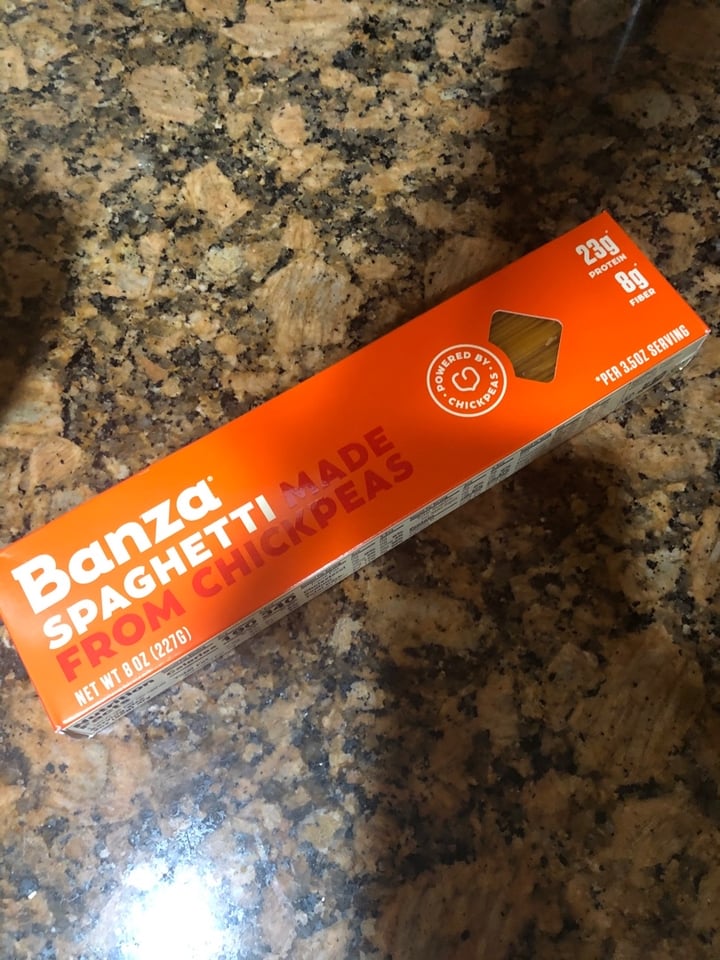 Banza
SPAGHETTI MADE
FROM CHICKPEAS
NET WT 8 OZ (227G)
POWERED BY
CHICKPEAS
23g*
PROTEIN
8g*
FIBER
*PER 3.5OZ SERVING